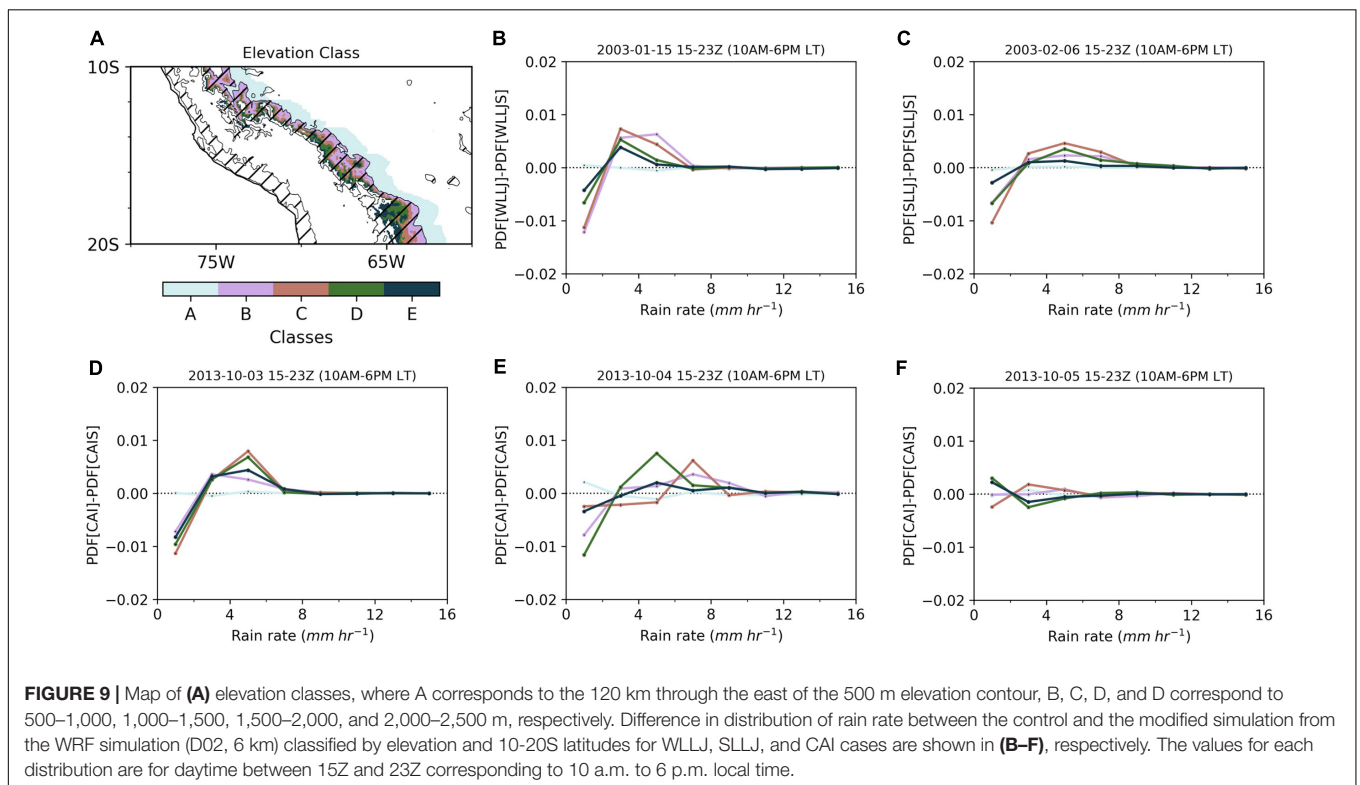 A
Elevation Class
10S
20S
75W
65W
A B C D E
Classes
B
2003-01-15 15-23Z (10AM-6PM LT)
PDF[WLLJ]-PDF[WLLJS]
0.02
0.01
0.00
−0.01
−0.02
0 4 8 12 16
Rain rate (mm hr⁻¹)
C
2003-02-06 15-23Z (10AM-6PM LT)
PDF[SLLJ]-PDF[SLLJS]
0.02
0.01
0.00
−0.01
−0.02
0 4 8 12 16
Rain rate (mm hr⁻¹)
D
2013-10-03 15-23Z (10AM-6PM LT)
PDF[CAI]-PDF[CAIS]
0.02
0.01
0.00
−0.01
−0.02
0 4 8 12 16
Rain rate (mm hr⁻¹)
E
2013-10-04 15-23Z (10AM-6PM LT)
PDF[CAI]-PDF[CAIS]
0.02
0.01
0.00
−0.01
−0.02
0 4 8 12 16
Rain rate (mm hr⁻¹)
F
2013-10-05 15-23Z (10AM-6PM LT)
PDF[CAI]-PDF[CAIS]
0.02
0.01
0.00
−0.01
−0.02
0 4 8 12 16
Rain rate (mm hr⁻¹)
FIGURE 9 | Map of (A) elevation classes, where A corresponds to the 120 km through the east of the 500 m elevation contour, B, C, D, and D correspond to
500–1,000, 1,000–1,500, 1,500–2,000, and 2,000–2,500 m, respectively. Difference in distribution of rain rate between the control and the modified simulation from
the WRF simulation (D02, 6 km) classified by elevation and 10-20S latitudes for WLLJ, SLLJ, and CAI cases are shown in (B–F), respectively. The values for each
distribution are for daytime between 15Z and 23Z corresponding to 10 a.m. to 6 p.m. local time.